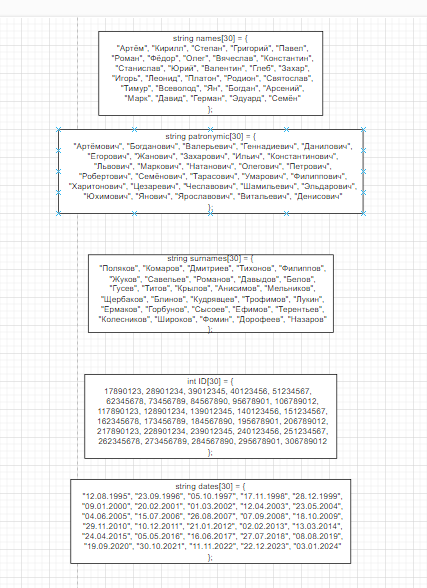 string names[30] = {
"Артём", "Кирилл", "Степан", "Григорий", "Павел",
"Роман", "Фёдор", "Олег", "Вячеслав", "Константин",
"Станислав", "Юрий", "Валентин", "Глеб", "Захар",
"Игорь", "Леонид", "Платон", "Родион", "Святослав",
"Тимур", "Всеволод", "Ян", "Богдан", "Арсений",
"Марк", "Давид", "Герман", "Эдуард", "Семён"
};
string patronymic[30] = {
"Артёмович", "Богданович", "Валерьевич", "Геннадиевич", "Данилович",
"Егорович", "Жанович", "Захарович", "Ильич", "Константинович",
"Львович", "Маркович", "Натанович", "Олегович", "Петрович",
"Робертович", "Семёнович", "Тарасович", "Умарович", "Филиппович",
"Харитонович", "Цезаревич", "Чеславович", "Шамильевич", "Эльдарович",
"Юхимович", "Янович", "Ярославович", "Витальевич", "Денисович"
};
string surnames[30] = {
"Поляков", "Комаров", "Дмитриев", "Тихонов", "Филиппов",
"Жуков", "Савельев", "Романов", "Давыдов", "Белов",
"Гусев", "Титов", "Крылов", "Анисимов", "Мельников",
"Щербаков", "Блинов", "Кудрявцев", "Трофимов", "Лукин",
"Ермаков", "Горбунов", "Сысоев", "Ефимов", "Терентьев",
"Колесников", "Широков", "Фомин", "Дорофеев", "Назаров"
};
int ID[30] = {
17890123, 28901234, 39012345, 40123456, 51234567,
62345678, 73456789, 84567890, 95678901, 106789012,
117890123, 128901234, 139012345, 140123456, 151234567,
162345678, 173456789, 184567890, 195678901, 206789012,
217890123, 228901234, 239012345, 240123456, 251234567,
262345678, 273456789, 284567890, 295678901, 306789012
};
string dates[30] = {
"12.08.1995", "23.09.1996", "05.10.1997", "17.11.1998", "28.12.1999",
"09.01.2000", "20.02.2001", "01.03.2002", "12.04.2003", "23.05.2004",
"04.06.2005", "15.07.2006", "26.08.2007", "07.09.2008", "18.10.2009",
"29.11.2010", "10.12.2011", "21.01.2012", "02.02.2013", "13.03.2014",
"24.04.2015", "05.05.2016", "16.06.2017", "27.07.2018", "08.08.2019",
"19.09.2020", "30.10.2021", "11.11.2022", "22.12.2023", "03.01.2024"
};